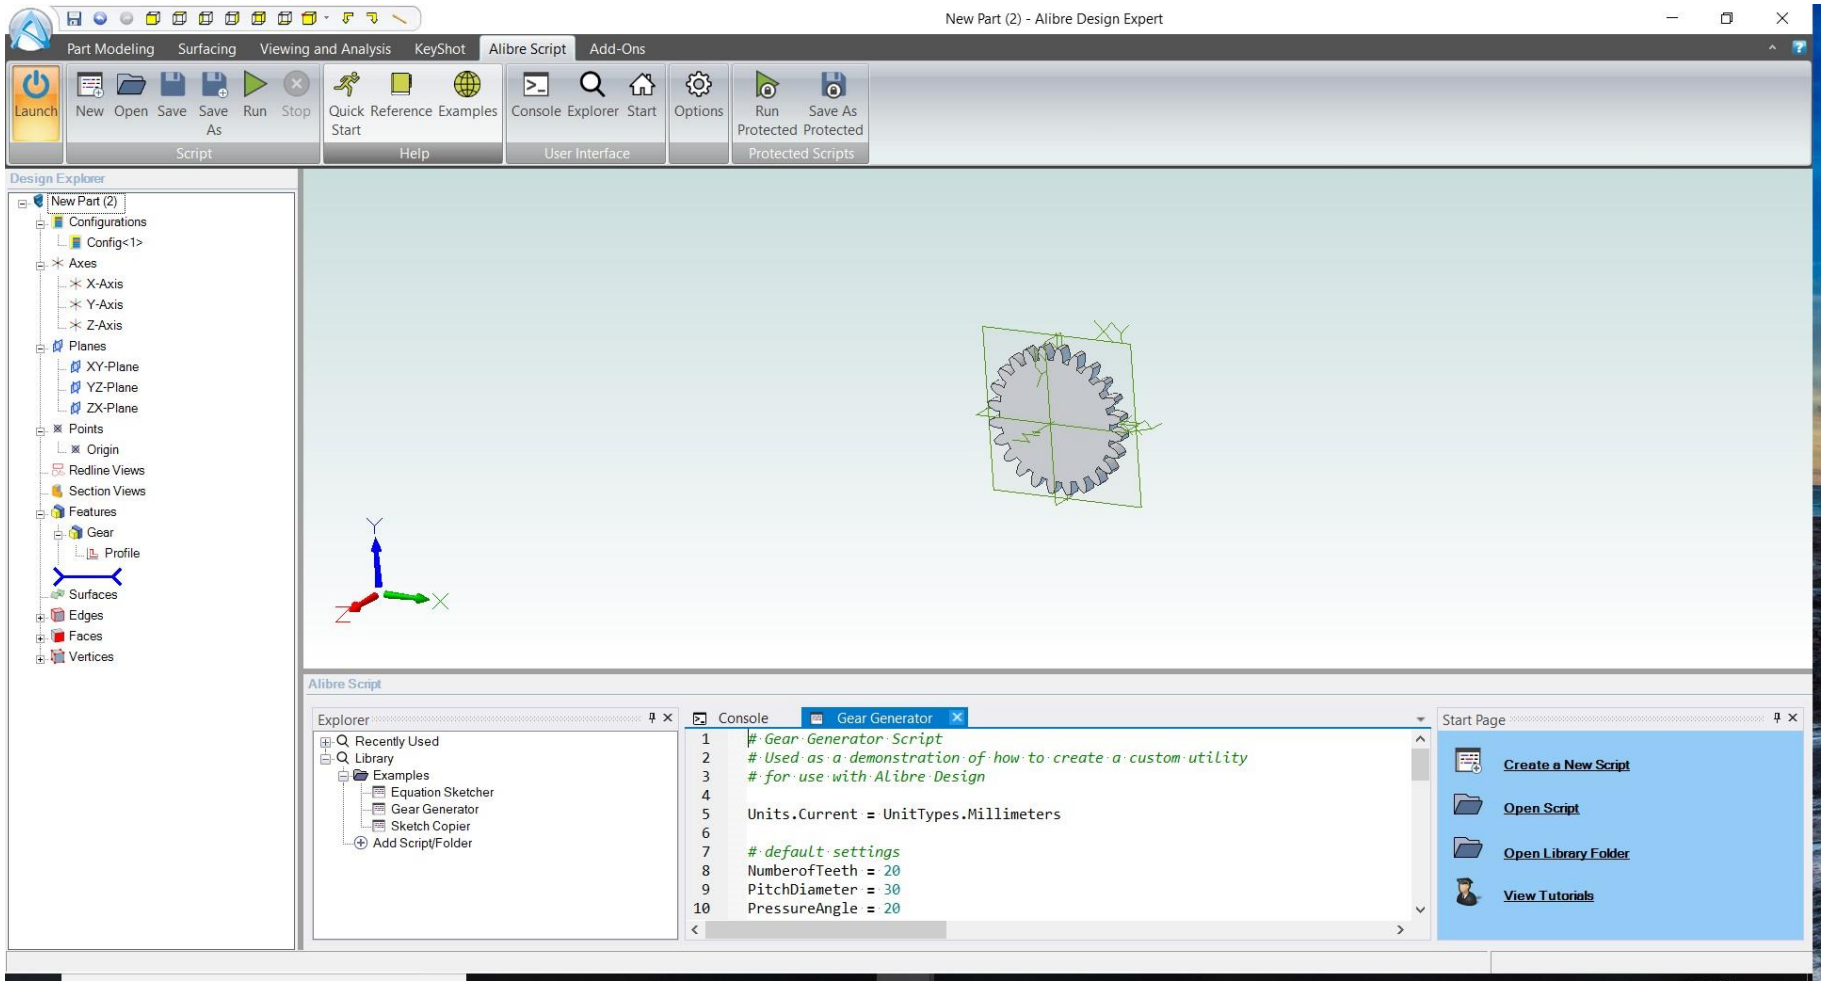 New Part (2) - Alibre Design Expert
Part Modeling Surfacing Viewing and Analysis KeyShot Alibre Script Add-Ons
Launch New Open Save Save As Run Stop Quick Start Reference Examples Console Explorer Start Options Run Protected Save As Protected
Script Help User Interface Protected Scripts
Design Explorer
New Part (2)
Configurations
Config<1>
Axes
X-Axis
Y-Axis
Z-Axis
Planes
XY-Plane
YZ-Plane
ZX-Plane
Points
Origin
Redline Views
Section Views
Features
Gear
Profile
Surfaces
Edges
Faces
Vertices
XY
Y
X
Z
Alibre Script
Explorer
Recently Used
Library
Examples
Equation Sketcher
Gear Generator
Sketch Copier
Add Script/Folder
Console Gear Generator
1 # Gear Generator Script
2 # Used as a demonstration of how to create a custom utility
3 # for use with Alibre Design
4
5 Units.Current = UnitTypes.Millimeters
6
7 # default settings
8 NumberofTeeth = 20
9 PitchDiameter = 30
10 PressureAngle = 20
Start Page
Create a New Script
Open Script
Open Library Folder
View Tutorials